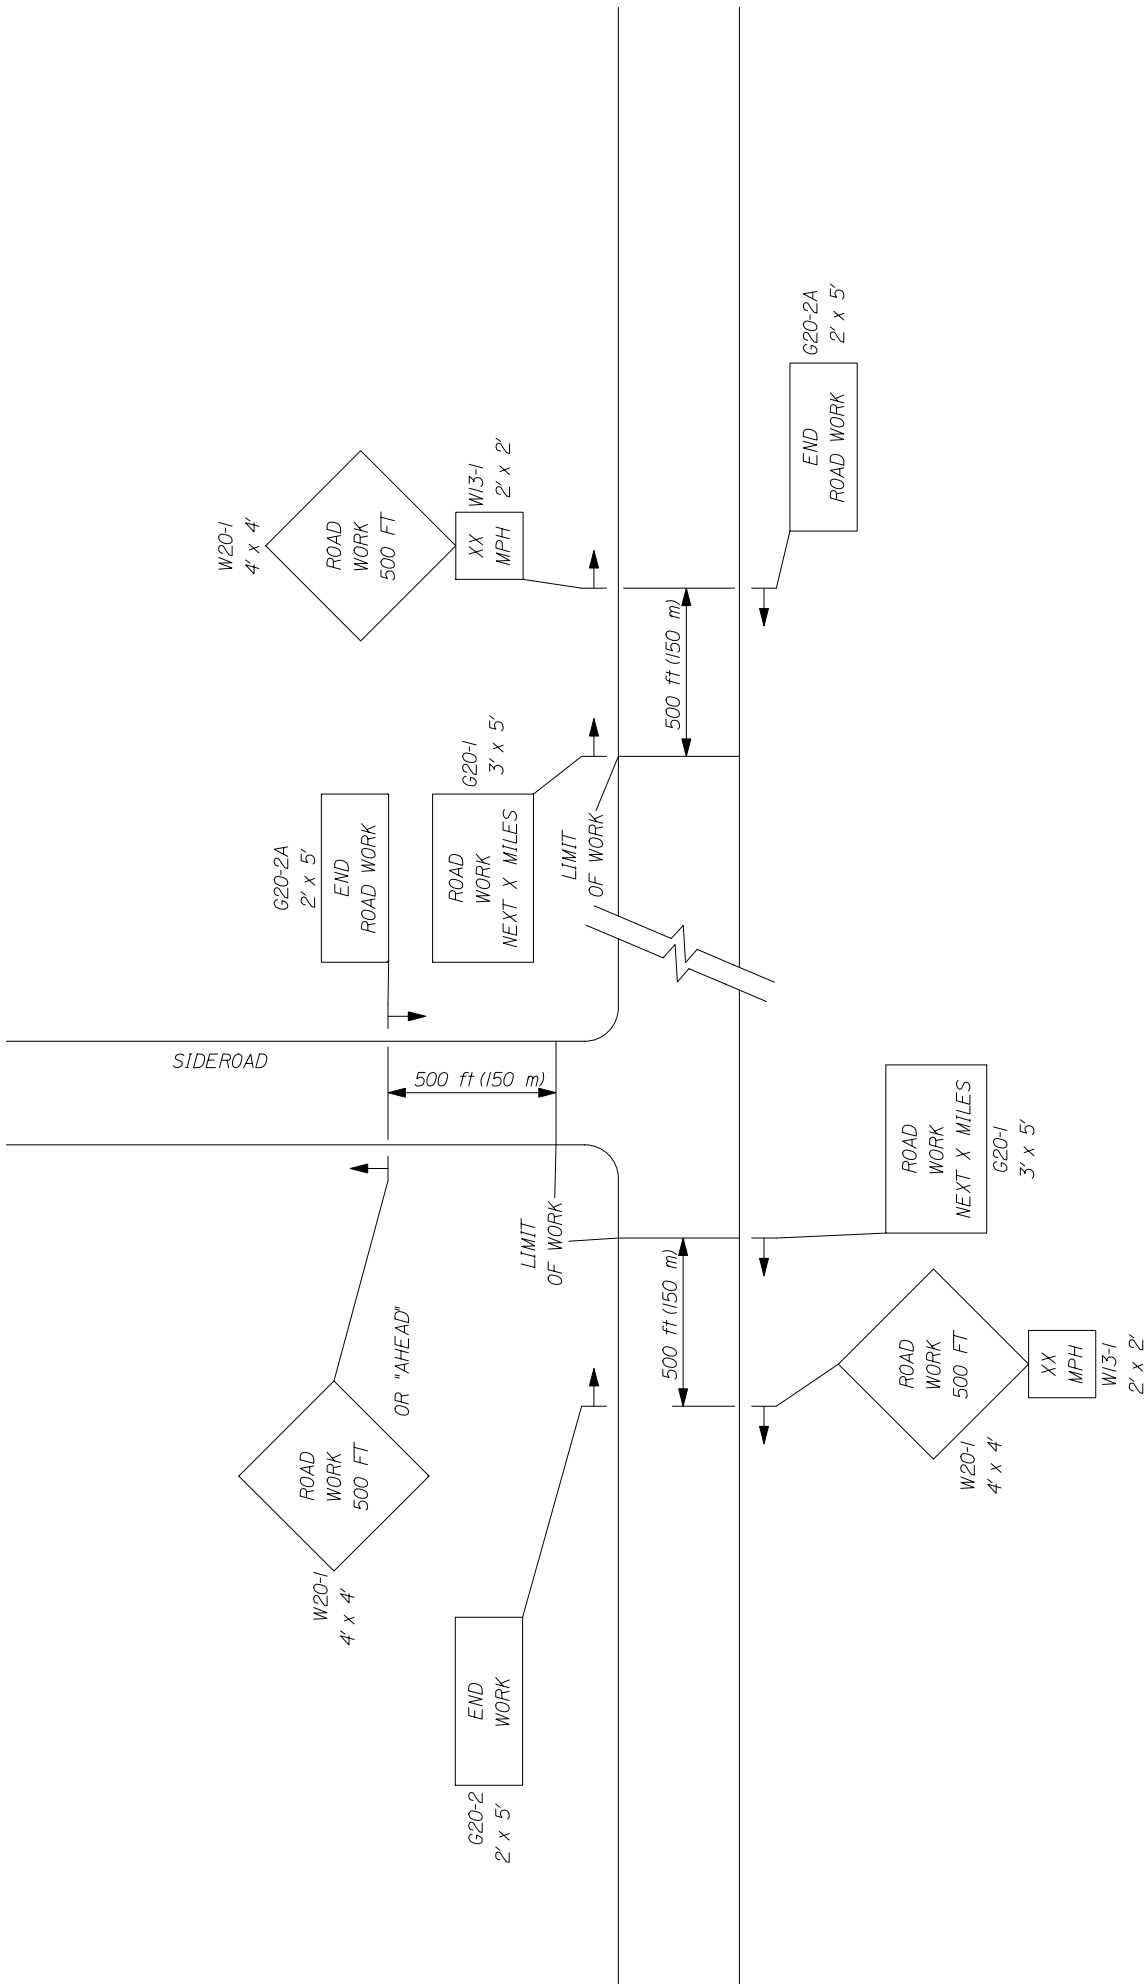 W20-1
4' x 4'
ROAD
WORK
500 FT
W13-1
2' x 2'
XX
MPH
G20-2A
2' x 5'
END
ROAD WORK
G20-1
3' x 5'
ROAD
WORK
NEXT X MILES
LIMIT
OF WORK
500 ft (150 m)
G20-2A
2' x 5'
END
ROAD WORK
SIDEROAD
500 ft (150 m)
LIMIT
OF WORK
ROAD
WORK
NEXT X MILES
G20-1
3' x 5'
500 ft (150 m)
ROAD
WORK
500 FT
W20-1
4' x 4'
XX
MPH
W13-1
2' x 2'
OR "AHEAD"
ROAD
WORK
500 FT
W20-1
4' x 4'
END
WORK
G20-2
2' x 5'